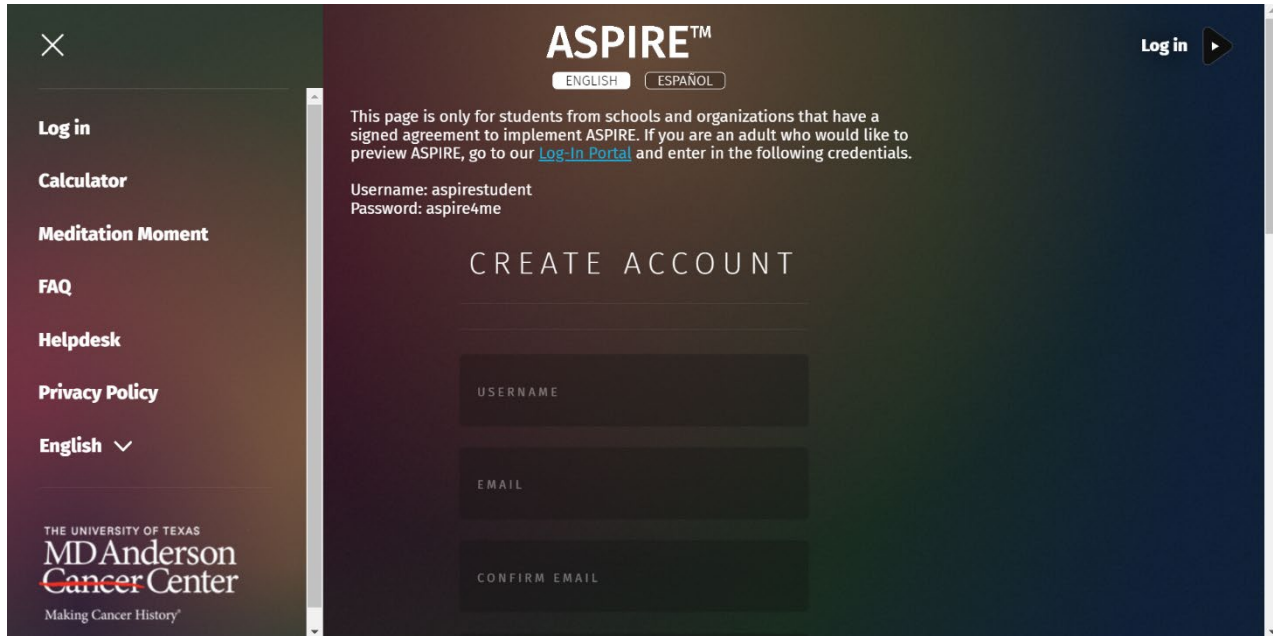 Log in
Calculator
Meditation Moment
FAQ
Helpdesk
Privacy Policy
English
THE UNIVERSITY OF TEXAS
MD Anderson
Cancer Center
Making Cancer History®
ASPIRE™
ENGLISH ESPAÑOL
Log in
This page is only for students from schools and organizations that have a
signed agreement to implement ASPIRE. If you are an adult who would like to
preview ASPIRE, go to our Log-In Portal and enter in the following credentials.
Username: aspirestudent
Password: aspire4me
CREATE ACCOUNT
USERNAME
EMAIL
CONFIRM EMAIL